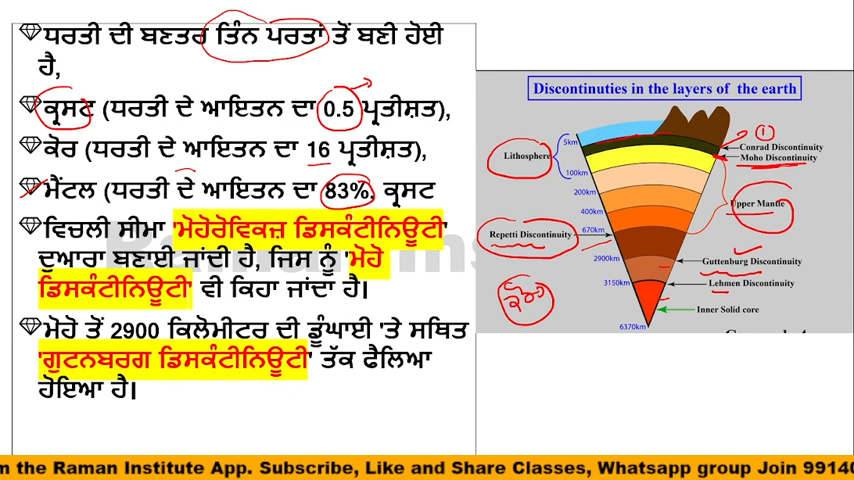 ਧਰਤੀ ਦੀ ਬਣਤਰ ਤਿੰਨ ਪਰਤਾਂ ਤੋਂ ਬਣੀ ਹੋਈ
ਹੈ,
ਕ੍ਰਸਟ (ਧਰਤੀ ਦੇ ਆਇਤਨ ਦਾ 0.5 ਪ੍ਰਤੀਸ਼ਤ),
ਕੋਰ (ਧਰਤੀ ਦੇ ਆਇਤਨ ਦਾ 16 ਪ੍ਰਤੀਸ਼ਤ),
ਮੈਂਟਲ (ਧਰਤੀ ਦੇ ਆਇਤਨ ਦਾ 83%, ਕ੍ਰਸਟ
ਵਿਚਲੀ ਸੀਮਾ 'ਮੋਹੋਰੋਵਿਕਜ਼ ਡਿਸਕੰਟੀਨਿਊਟੀ'
ਦੁਆਰਾ ਬਣਾਈ ਜਾਂਦੀ ਹੈ, ਜਿਸ ਨੂੰ 'ਮੋਹੋ
ਡਿਸਕੰਟੀਨਿਊਟੀ' ਵੀ ਕਿਹਾ ਜਾਂਦਾ ਹੈ।
ਮੋਹੋ ਤੋਂ 2900 ਕਿਲੋਮੀਟਰ ਦੀ ਡੂੰਘਾਈ 'ਤੇ ਸਥਿਤ
'ਗੁਟਨਬਰਗ ਡਿਸਕੰਟੀਨਿਊਟੀ' ਤੱਕ ਫੈਲਿਆ
ਹੋਇਆ ਹੈ।
Discontinuties in the layers of the earth
5km
1
Conrad Discontinuity
Lithosphere
Moho Discontinuity
100km
200km
400km
Upper Mantle
670km
Repetti Discontinuity
2900km
Guttenburg Discontinuity
3150km
Lehmen Discontinuity
Inner Solid core
6370km
m the Raman Institute App. Subscribe, Like and Share Classes, Whatsapp group Join 99140